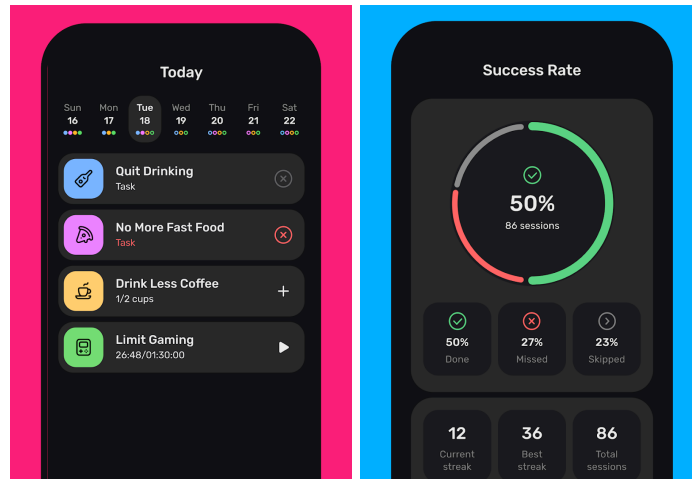 Today
Sun Mon Tue Wed Thu Fri Sat
16 17 18 19 20 21 22
Quit Drinking
Task
No More Fast Food
Task
Drink Less Coffee
1/2 cups
Limit Gaming
26:48/01:30:00
Success Rate
50%
86 sessions
50% 27% 23%
Done Missed Skipped
12 36 86
Current Best Total
streak streak sessions